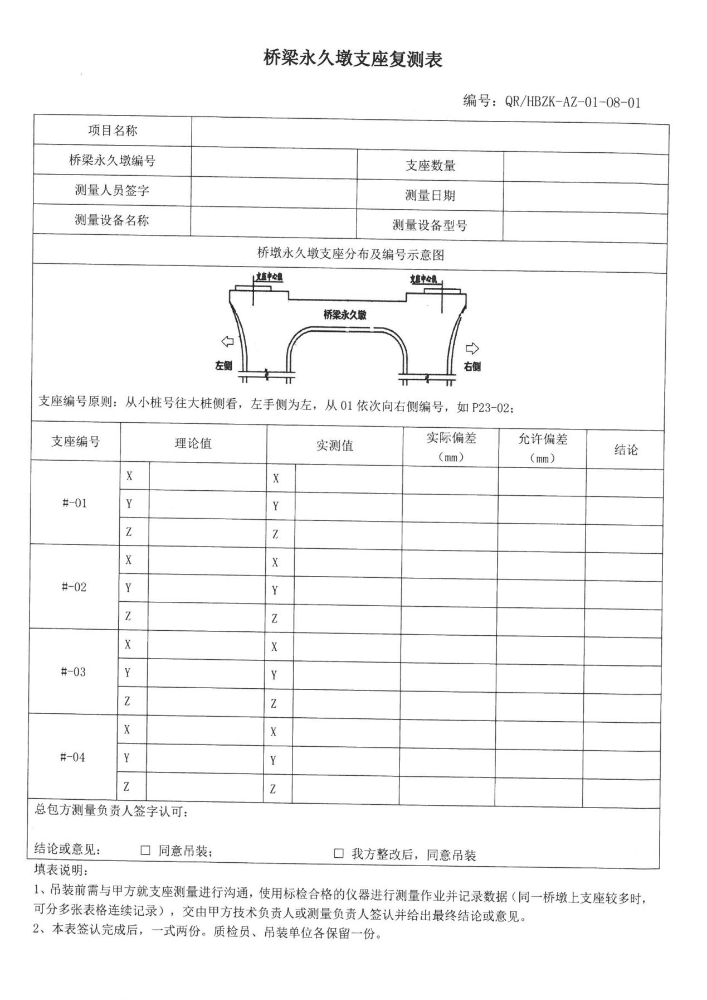 桥梁永久墩支座复测表
编号：QR/HBZK-AZ-01-08-01
项目名称
桥梁永久墩编号 支座数量
测量人员签字 测量日期
测量设备名称 测量设备型号
桥墩永久墩支座分布及编号示意图
支座中心线 支座中心线
桥梁永久墩
左侧 右侧
支座编号原则：从小桩号往大桩侧看，左手侧为左，从 01 依次向右侧编号，如 P23-02；
支座编号 理论值 实测值 实际偏差（mm） 允许偏差（mm） 结论
#-01
X X
Y Y
Z Z
#-02
X X
Y Y
Z Z
#-03
X X
Y Y
Z Z
#-04
X X
Y Y
Z Z
总包方测量负责人签字认可：
结论或意见： □ 同意吊装； □ 我方整改后，同意吊装
填表说明：
1、吊装前需与甲方就支座测量进行沟通，使用标检合格的仪器进行测量作业并记录数据（同一桥墩上支座较多时，
可分多张表格连续记录），交由甲方技术负责人或测量负责人签认并给出最终结论或意见。
2、本表签认完成后，一式两份。质检员、吊装单位各保留一份。